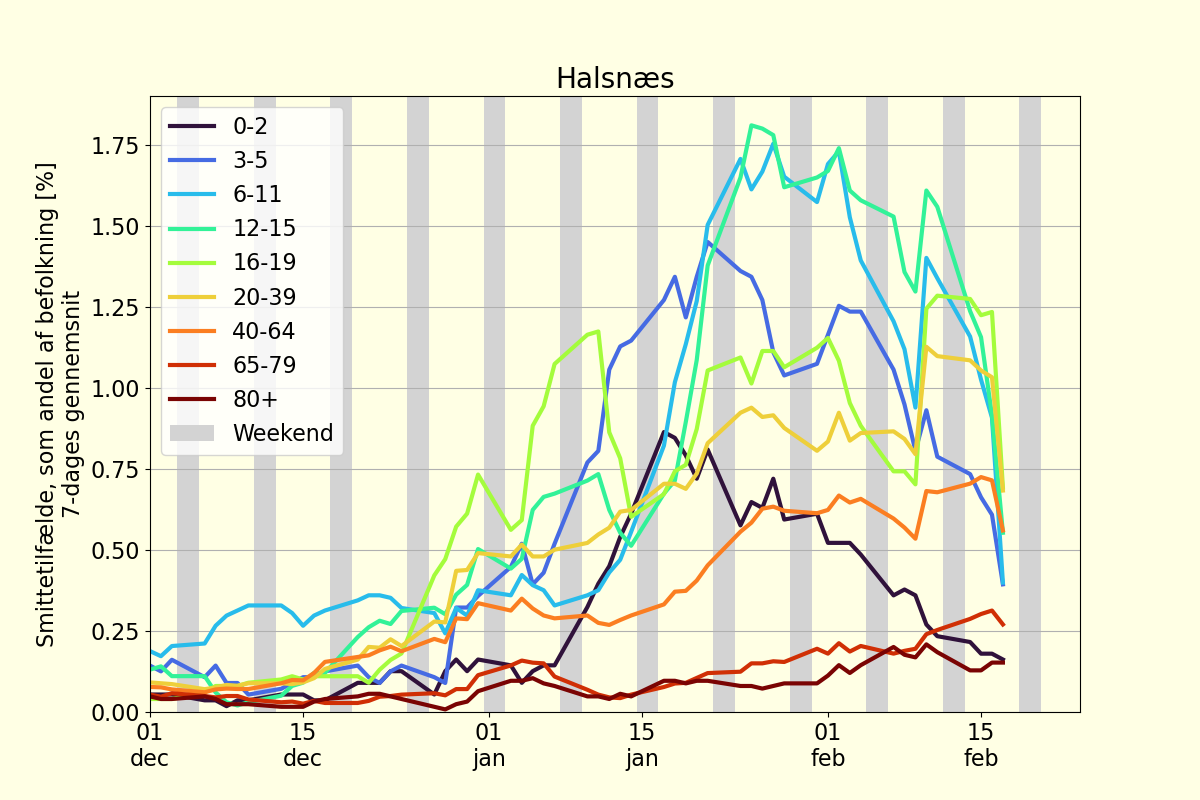 Halsnæs
Smittetilfælde, som andel af befolkning [%]
7-dages gennemsnit
1.75
1.50
1.25
1.00
0.75
0.50
0.25
0.00
0-2
3-5
6-11
12-15
16-19
20-39
40-64
65-79
80+
Weekend
01 15 01 15 01 15
dec dec jan jan feb feb